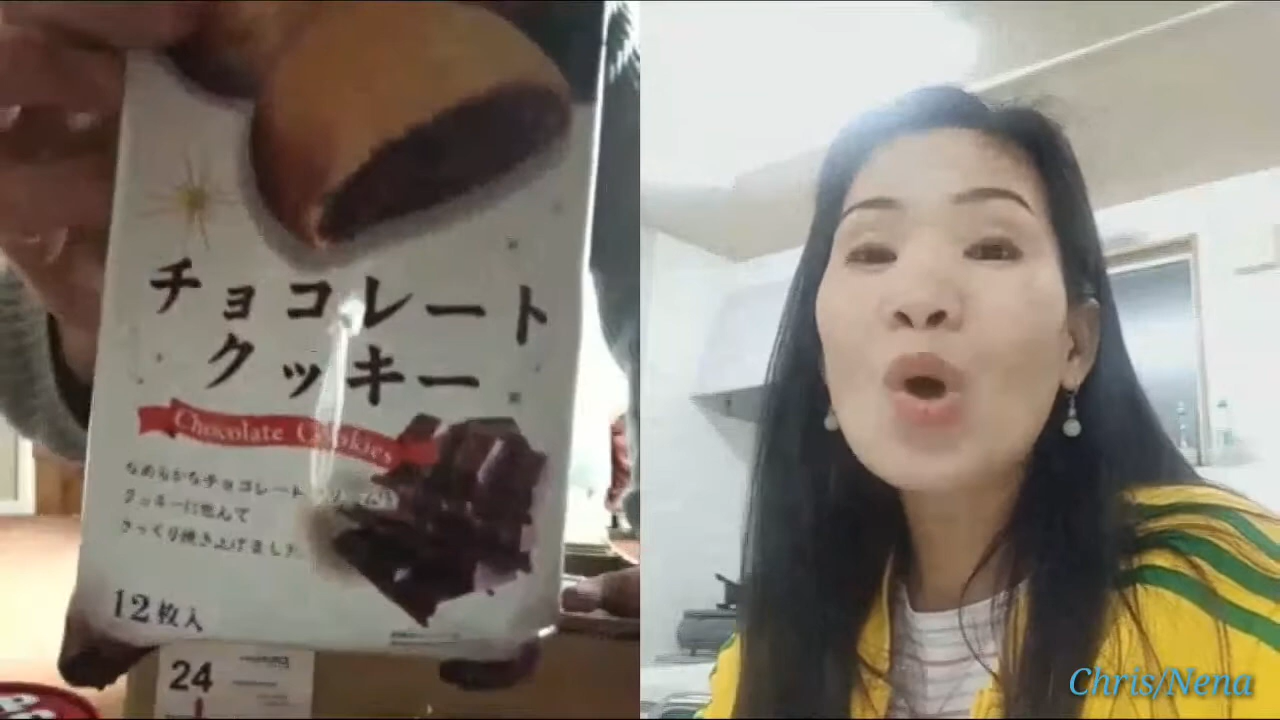 チョコレート
クッキー
Chocolate Cookies
なめらかなチョコレート
クッキーに包んで
さっくり焼き上げました
12枚入
24
Chris/Nena